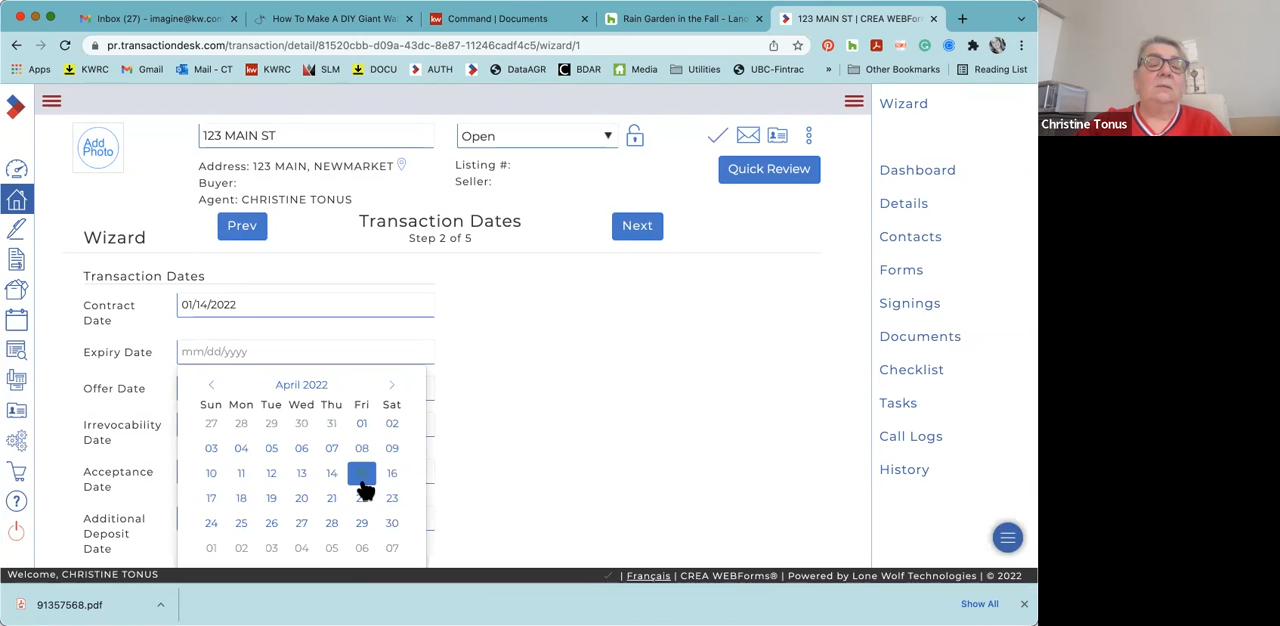 Inbox (27) - imagine@kw.com
How To Make A DIY Giant Wa
Command | Documents
Rain Garden in the Fall - Lano
123 MAIN ST | CREA WEBForm
pr.transactiondesk.com/transaction/detail/81520cbb-d09a-43dc-8e87-11246cadf4c5/wizard/1
Apps KWRC Gmail Mail - CT KWRC SLM DOCU AUTH DataAGR BDAR Media Utilities UBC-Fintrac » Other Bookmarks Reading List
Add Photo
123 MAIN ST
Open
Address: 123 MAIN, NEWMARKET
Listing #:
Buyer:
Seller:
Agent: CHRISTINE TONUS
Quick Review
Wizard
Prev
Transaction Dates
Step 2 of 5
Next
Transaction Dates
Contract Date
01/14/2022
Expiry Date
mm/dd/yyyy
Offer Date
Irrevocability Date
Acceptance Date
Additional Deposit Date
April 2022
Sun Mon Tue Wed Thu Fri Sat
27 28 29 30 31 01 02
03 04 05 06 07 08 09
10 11 12 13 14 15 16
17 18 19 20 21 22 23
24 25 26 27 28 29 30
01 02 03 04 05 06 07
Wizard
Dashboard
Details
Contacts
Forms
Signings
Documents
Checklist
Tasks
Call Logs
History
Welcome, CHRISTINE TONUS
| Français | CREA WEBForms® | Powered by Lone Wolf Technologies | © 2022
91357568.pdf
Show All
Christine Tonus